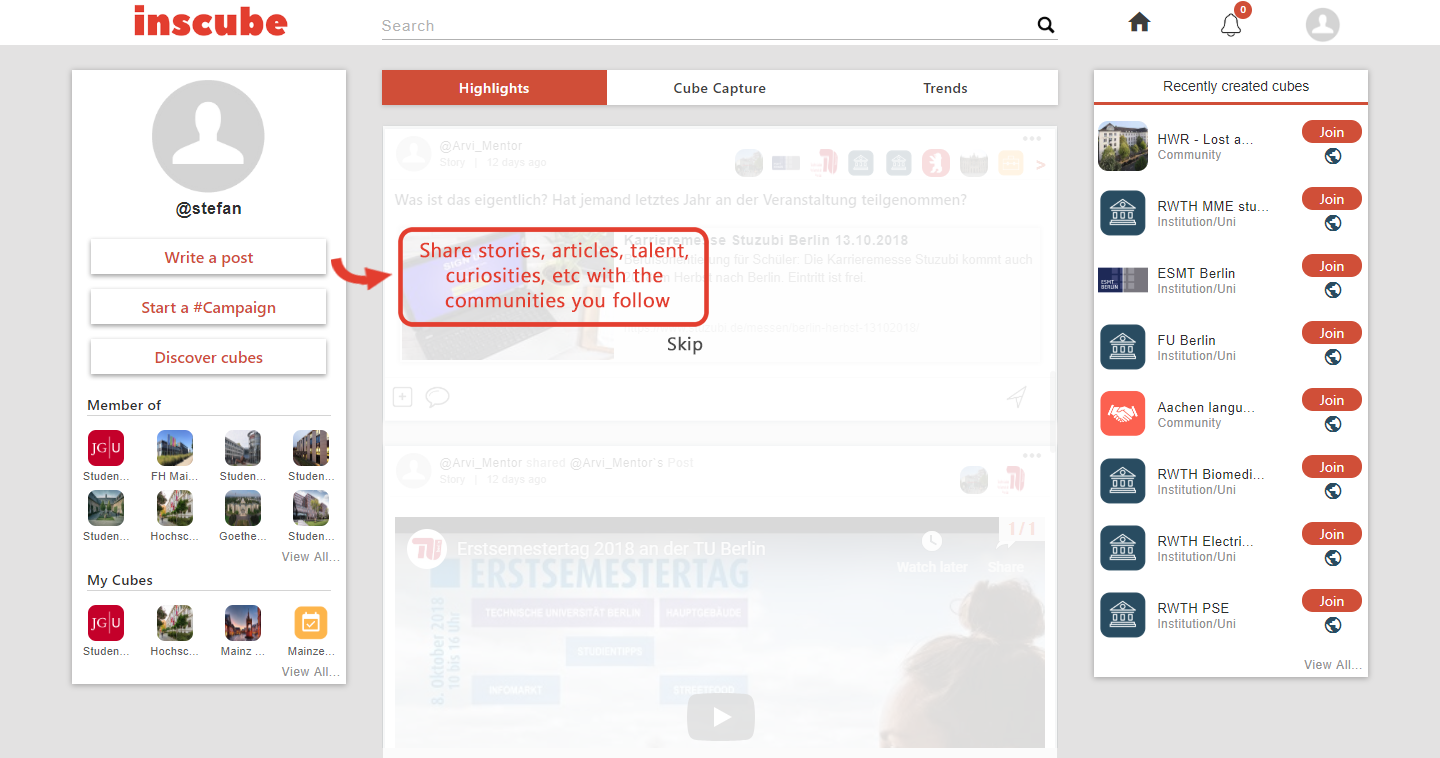 inscube
Search
0
@stefan
Write a post
Start a #Campaign
Discover cubes
Member of
JG|U
Studen...
FH Mai...
Studen...
Studen...
Studen...
Hochsc...
Goethe...
Studen...
View All...
My Cubes
JG|U
Studen...
Hochsc...
Mainz ...
Mainze...
View All...
Highlights
Cube Capture
Trends
@Arvi_Mentor
Story | 12 days ago
>
Was ist das eigentlich? Hat jemand letztes Jahr an der Veranstaltung teilgenommen?
Karrieremesse Stuzubi Berlin 13.10.2018
für Schüler. Die Karrieremesse Stuzubi kommt auch
Herbst nach Berlin. Eintritt ist frei.
Share stories, articles, talent,
curiosities, etc with the
communities you follow
Skip
@Arvi_Mentor shared @Arvi_Mentor`s Post
Story | 12 days ago
1 / 1
Erstsemestertag 2018 an der TU Berlin
Watch later
Share
ERSTSEMESTERTAG
8. Oktober 2018
10 bis 16 Uhr
TECHNISCHE UNIVERSITÄT BERLIN
HAUPTGEBÄUDE
STUDIENTIPPS
INFOMARKT
STREETFOOD
Recently created cubes
HWR - Lost a...
Community
Join
RWTH MME stu...
Institution/Uni
Join
ESMT
BERLIN
ESMT Berlin
Institution/Uni
Join
FU Berlin
Institution/Uni
Join
Aachen langu...
Community
Join
RWTH Biomedi...
Institution/Uni
Join
RWTH Electri...
Institution/Uni
Join
RWTH PSE
Institution/Uni
Join
View All...